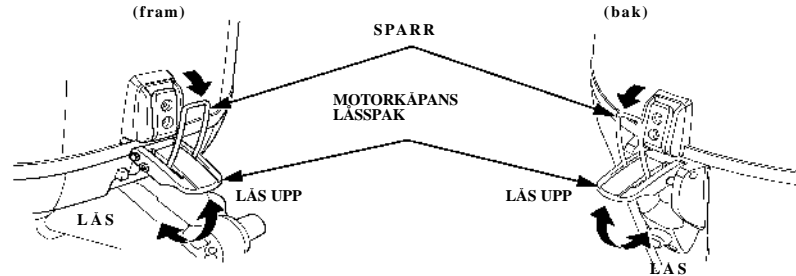 (fram)
(bak)
SPARR
MOTORKÅPANS
LÅSSPAK
LÅS UPP
LÅS UPP
LÅS
LÅS